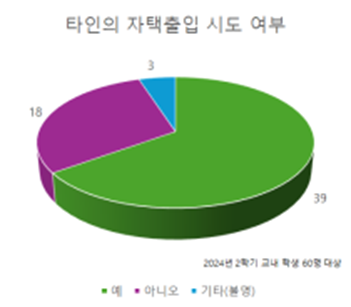 타인의 자택출입 시도 여부
3
18
39
2024년 2학기 교내 학생 60명 대상
예 아니오 기타(불명)